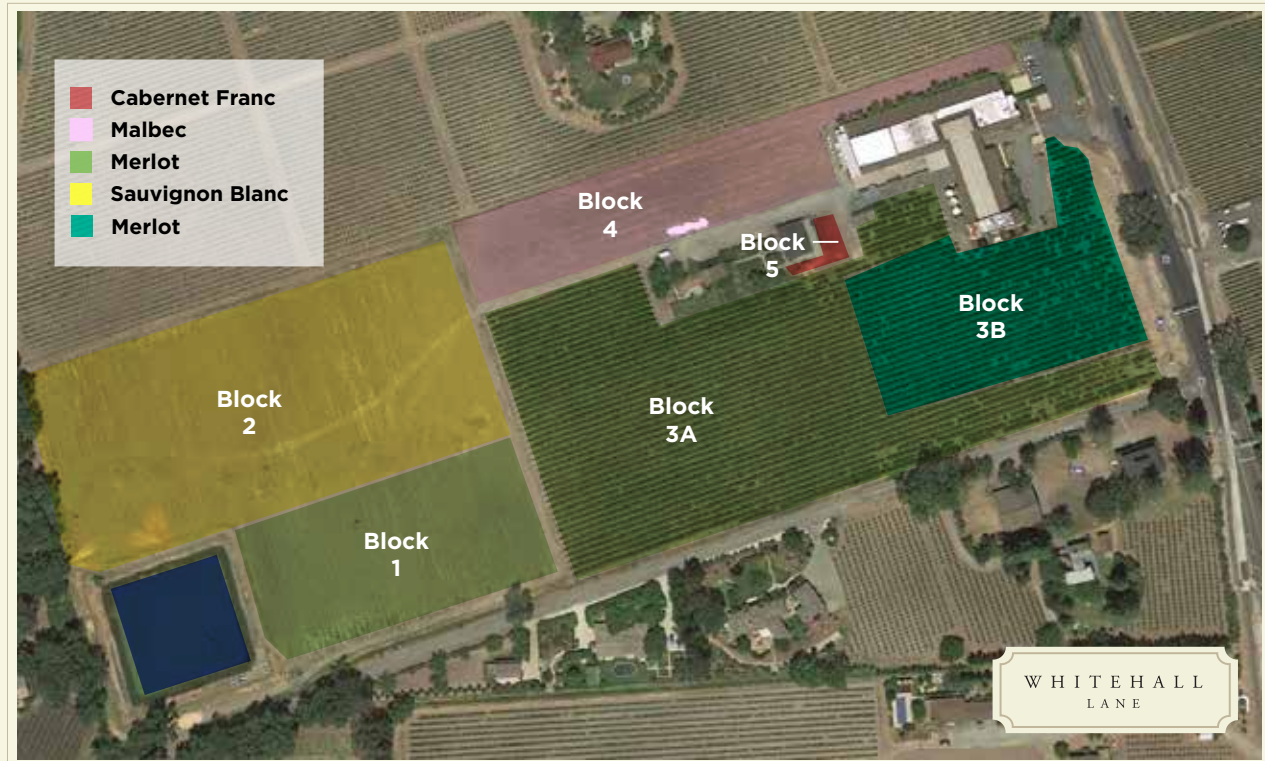 Cabernet Franc
Malbec
Merlot
Sauvignon Blanc
Merlot
Block
4
Block
5
Block
3B
Block
2
Block
3A
Block
1
WHITEHALL
LANE